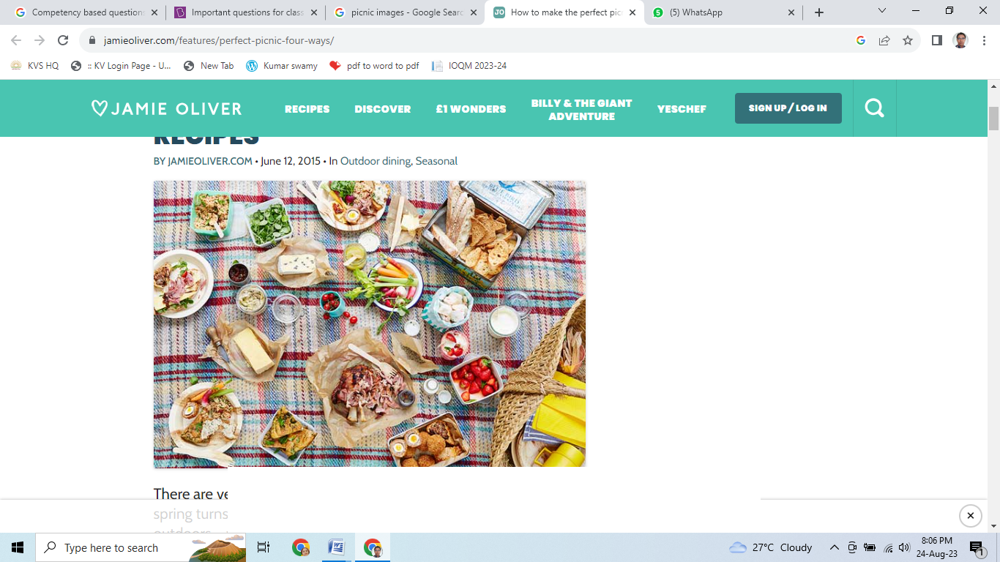 Competency based questions
Important questions for class
picnic images - Google Searc
JO
How to make the perfect pic
5
(5) WhatsApp
jamieoliver.com/features/perfect-picnic-four-ways/
KVS HQ
:: KV Login Page - U...
New Tab
Kumar swamy
pdf to word to pdf
IOQM 2023-24
JAMIE OLIVER
RECIPES
DISCOVER
£1 WONDERS
BILLY & THE GIANT
ADVENTURE
YESCHEF
SIGN UP / LOG IN
RECIPES
BY JAMIEOLIVER.COM • June 12, 2015 • In Outdoor dining, Seasonal
There are ve
spring turns
outdoors
Type here to search
27°C Cloudy
8:06 PM
24-Aug-23
1